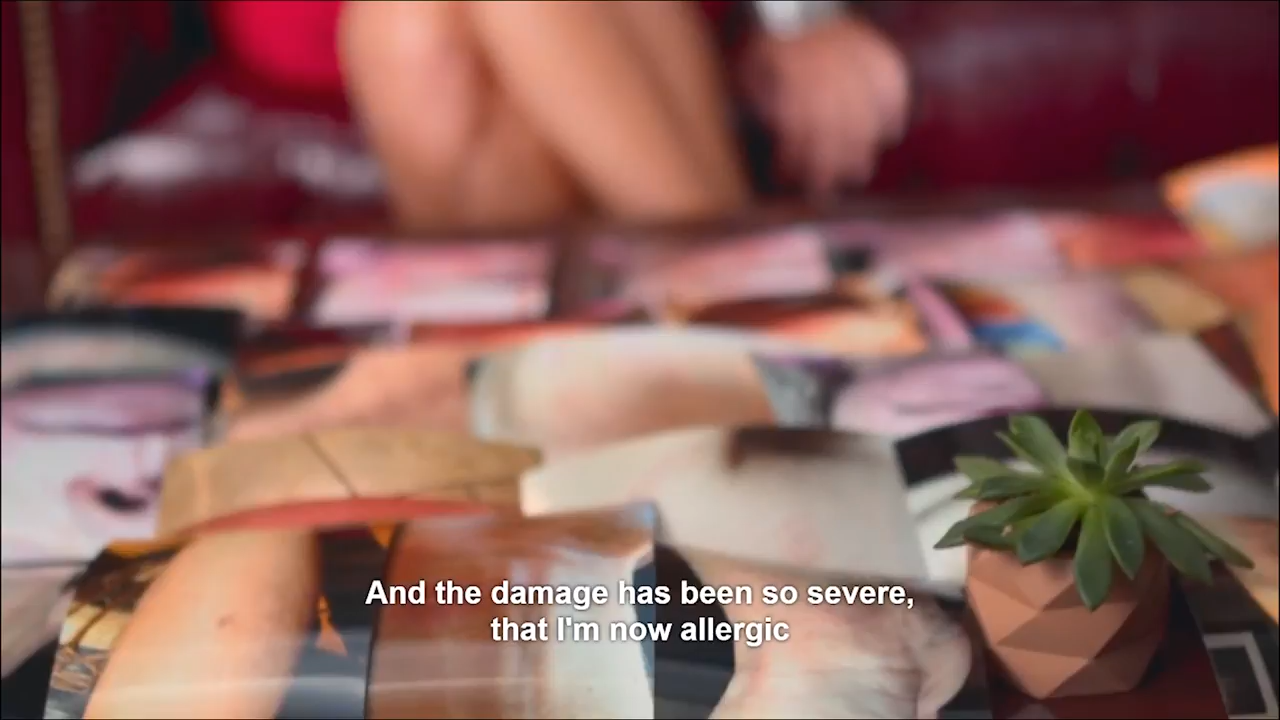 And the damage has been so severe,
that I'm now allergic